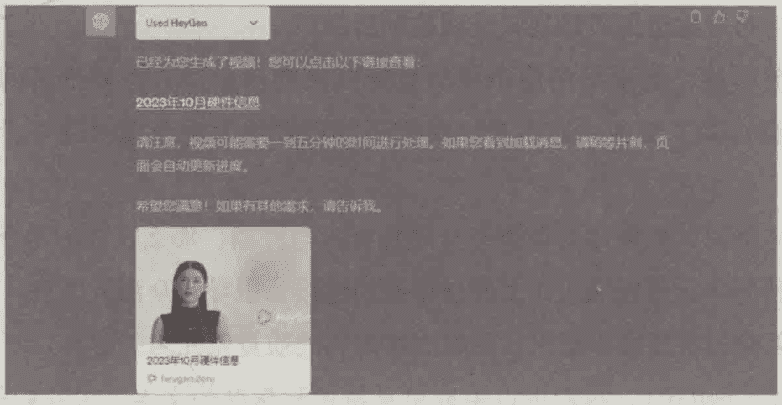 Used HeyGen
已经为您生成了视频！您可以点击以下链接查看：
2023年10月硬件信息
请注意，视频可能需要一到五分钟的时间进行处理。如果您看到加载消息，请稍等片刻，页
面会自动更新进度。
希望您满意！如果有其他需求，请告诉我。
HeyGen
2023年10月硬件信息